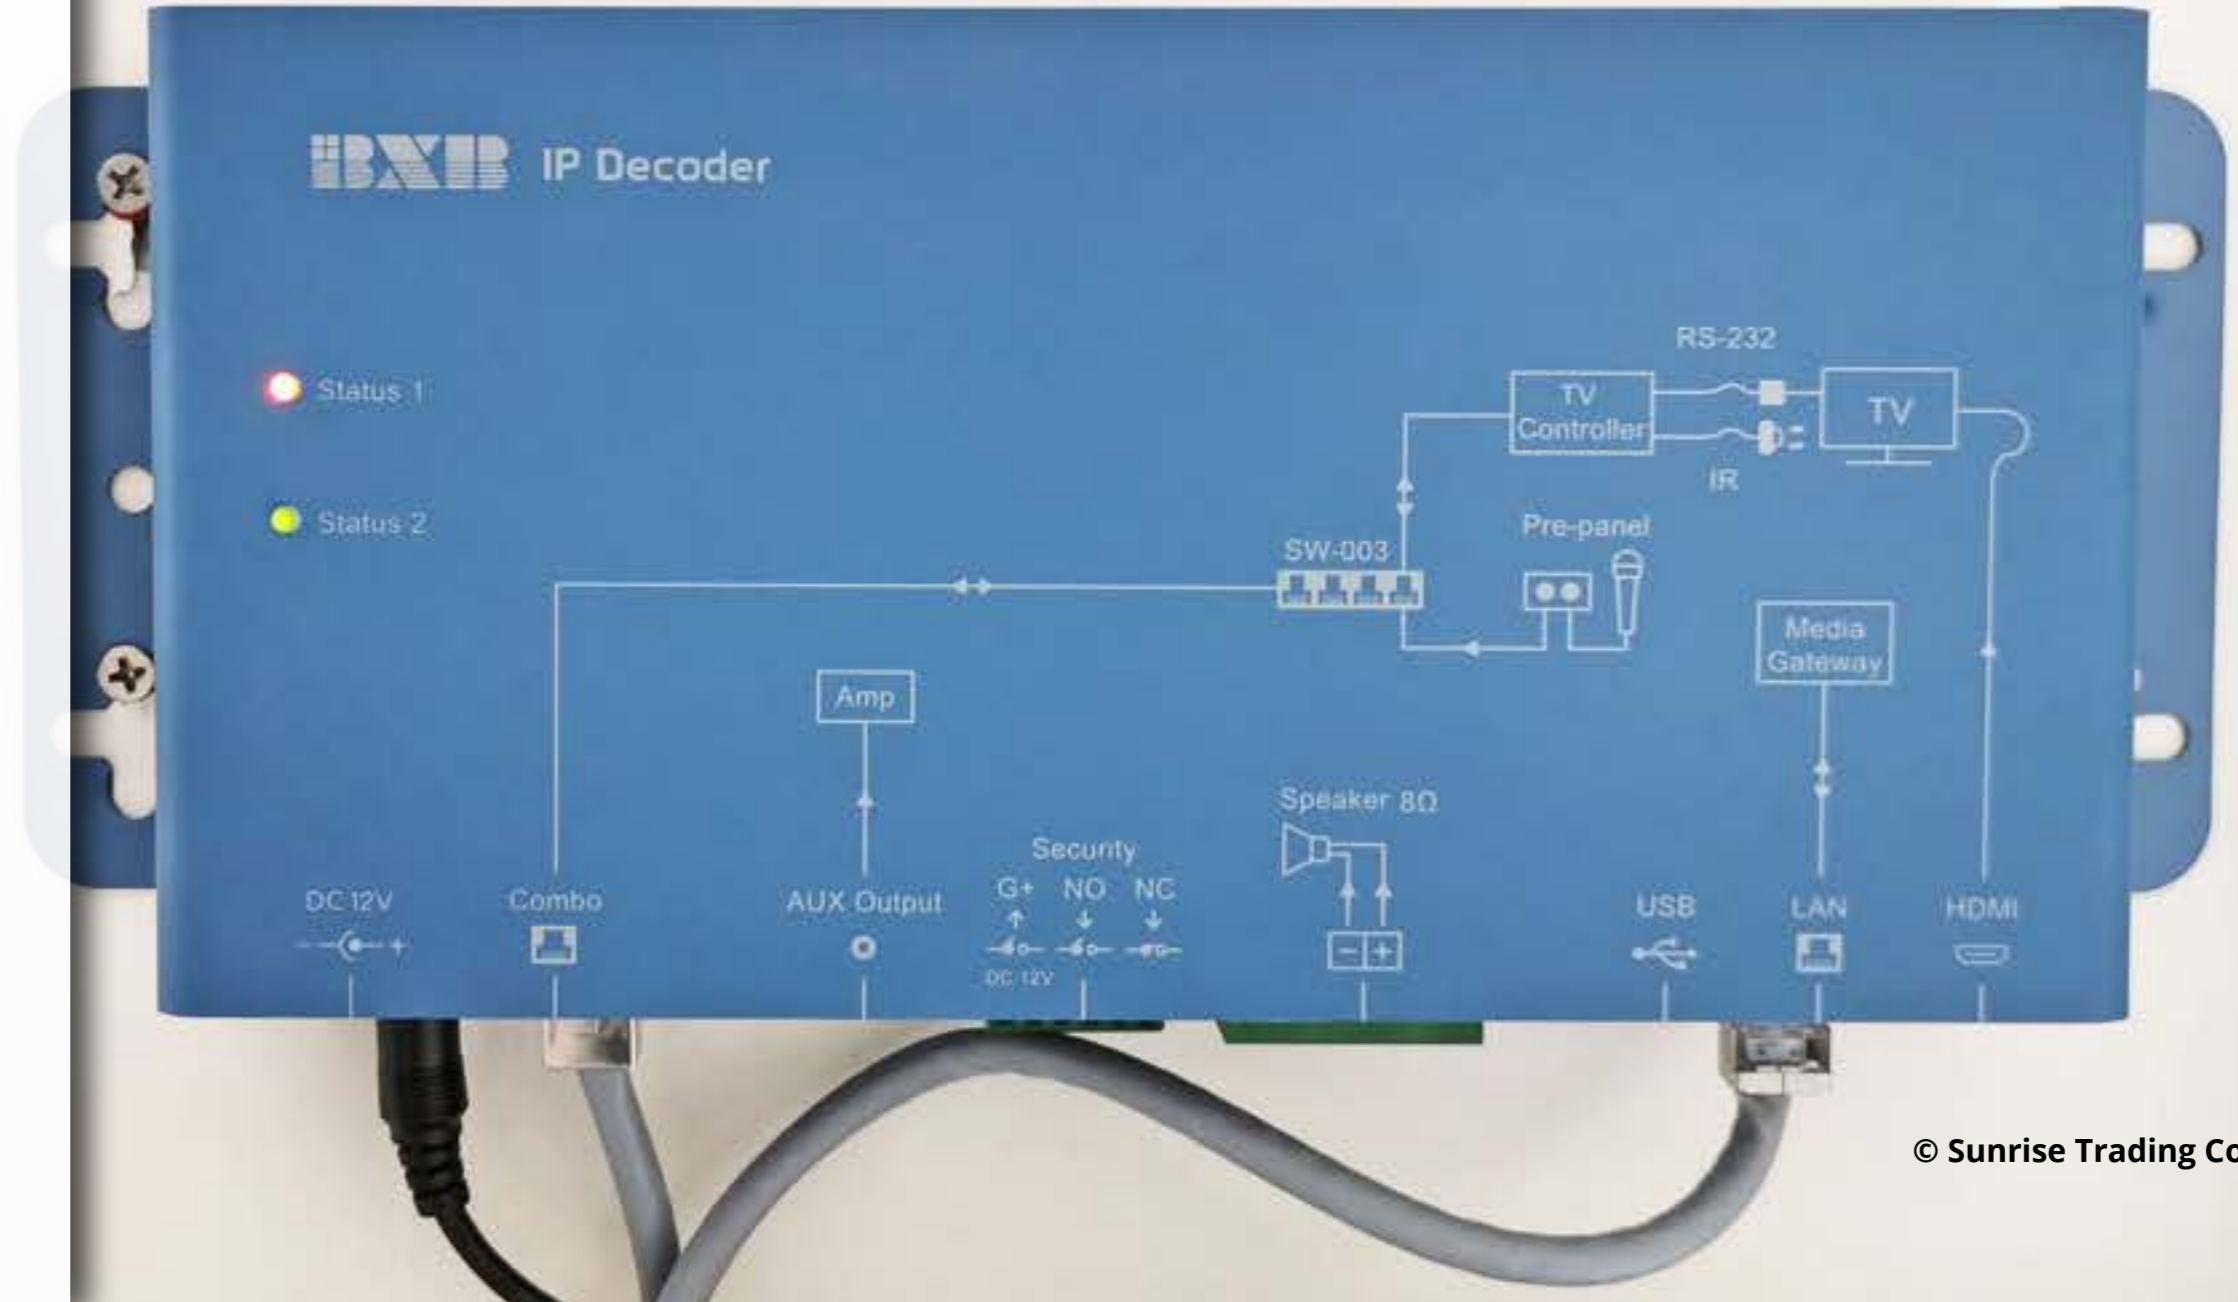 BXB IP Decoder
Status 1
Status 2
RS-232
TV
Controller
TV
IR
SW-003
Pre-panel
Media
Gateway
Amp
Speaker 8Ω
Security
G+ NO NC
DC 12V
DC 12V
Combo
AUX Output
- +
USB
LAN
HDMI
© Sunrise Trading Co